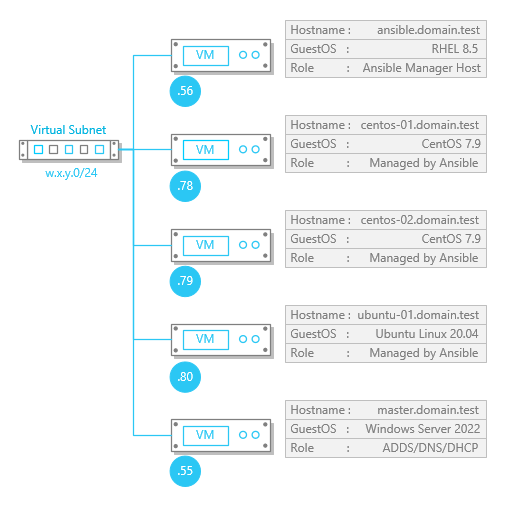 Virtual Subnet
w.x.y.0/24
VM
.56
Hostname : ansible.domain.test
GuestOS : RHEL 8.5
Role : Ansible Manager Host
VM
.78
Hostname : centos-01.domain.test
GuestOS : CentOS 7.9
Role : Managed by Ansible
VM
.79
Hostname : centos-02.domain.test
GuestOS : CentOS 7.9
Role : Managed by Ansible
VM
.80
Hostname : ubuntu-01.domain.test
GuestOS : Ubuntu Linux 20.04
Role : Managed by Ansible
VM
.55
Hostname : master.domain.test
GuestOS : Windows Server 2022
Role : ADDS/DNS/DHCP